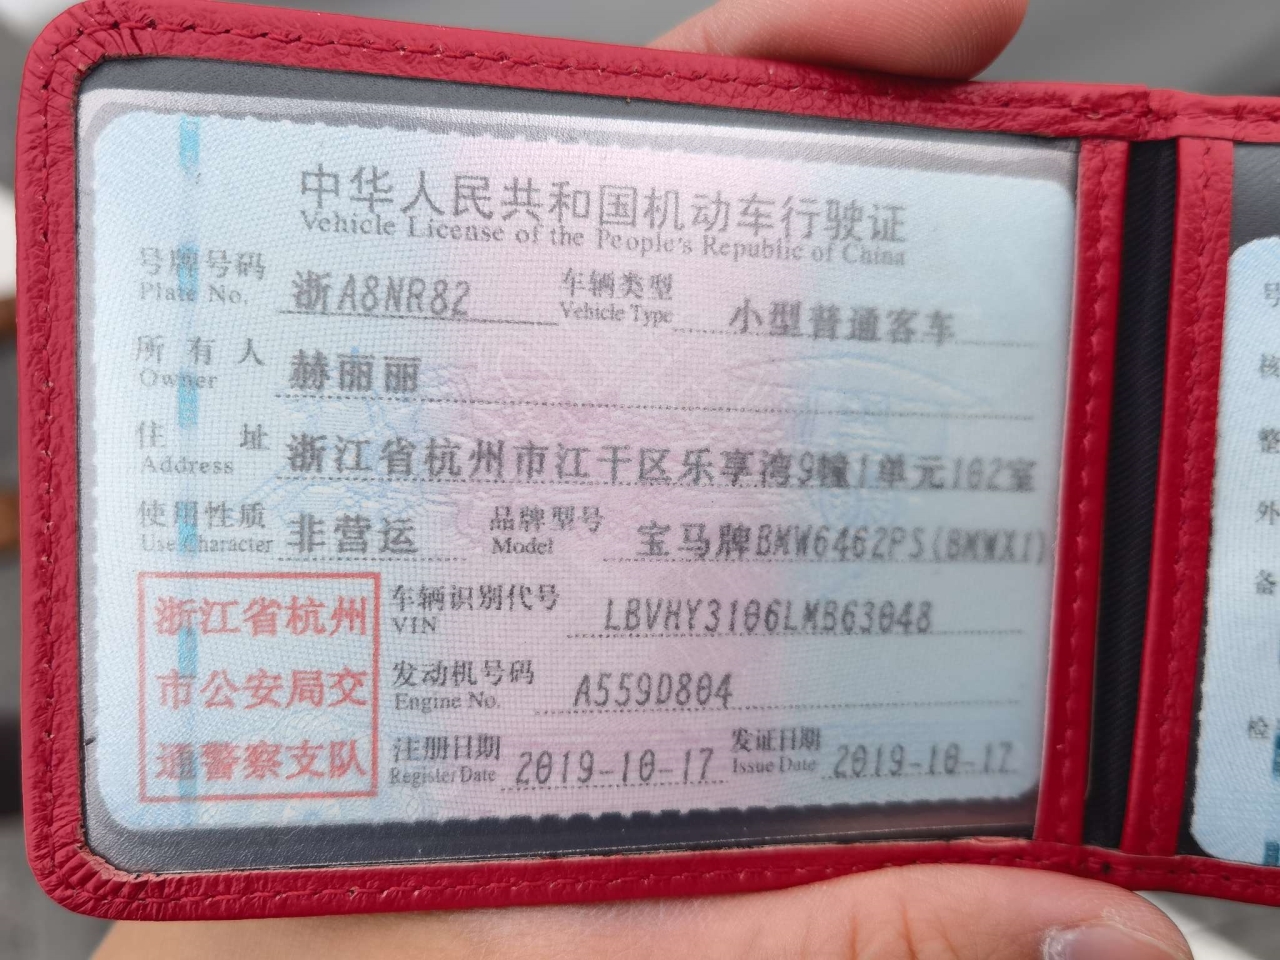 中华人民共和国机动车行驶证
Vehicle License of the People's Republic of China
号牌号码 浙A8NR82 车辆类型 小型普通客车
Plate No. Vehicle Type
所有人 赫丽丽
Owner
住址 浙江省杭州市江干区乐享湾9幢1单元102室
Address
使用性质 非营运 品牌型号 宝马牌BMW6462PS(BMWX1)
Use Character Model
浙江省杭州
市公安局交
通警察支队
车辆识别代号 LBVHY3106LMB63048
VIN
发动机号码 A559D804
Engine No.
注册日期 2019-10-17 发证日期 2019-10-17
Register Date Issue Date
号
核
整
外
备
检